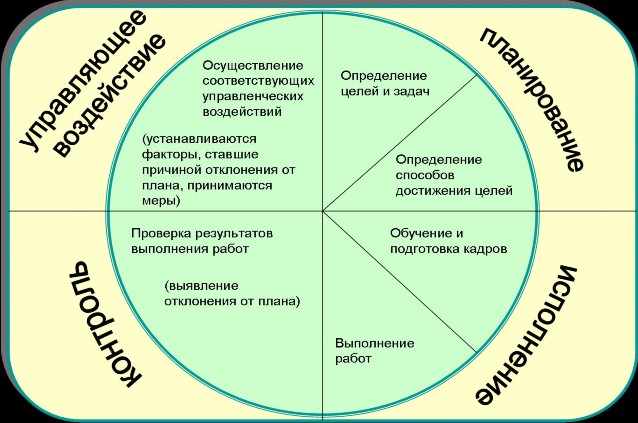 управляющее
воздействие
планирование
Осуществление
соответствующих
управленческих
воздействий
(устанавливаются
факторы, ставшие
причиной отклонения от
плана, принимаются
меры)
Определение
целей и задач
Определение
способов
достижения целей
Проверка результатов
выполнения работ
(выявление
отклонения от плана)
Обучение и
подготовка кадров
Выполнение
работ
контроль
исполнение